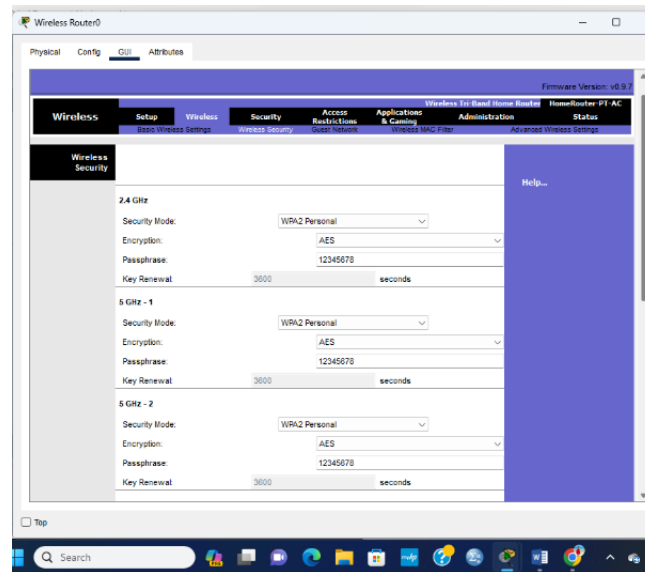 Wireless Router0
Physical Config GUI Attributes
Firmware Version: v0.9.7
Wireless Tri-Band Home Router HomeRouter-PT-AC
Wireless Setup Wireless Security Access Restrictions Applications & Gaming Administration Status
Basic Wireless Settings Wireless Security Guest Network Wireless MAC Filter Advanced Wireless Settings
Wireless Security
Help...
2.4 GHz
Security Mode: WPA2 Personal
Encryption: AES
Passphrase: 12345678
Key Renewal: 3600 seconds
5 GHz - 1
Security Mode: WPA2 Personal
Encryption: AES
Passphrase: 12345678
Key Renewal: 3600 seconds
5 GHz - 2
Security Mode: WPA2 Personal
Encryption: AES
Passphrase: 12345678
Key Renewal: 3600 seconds
Top
Search